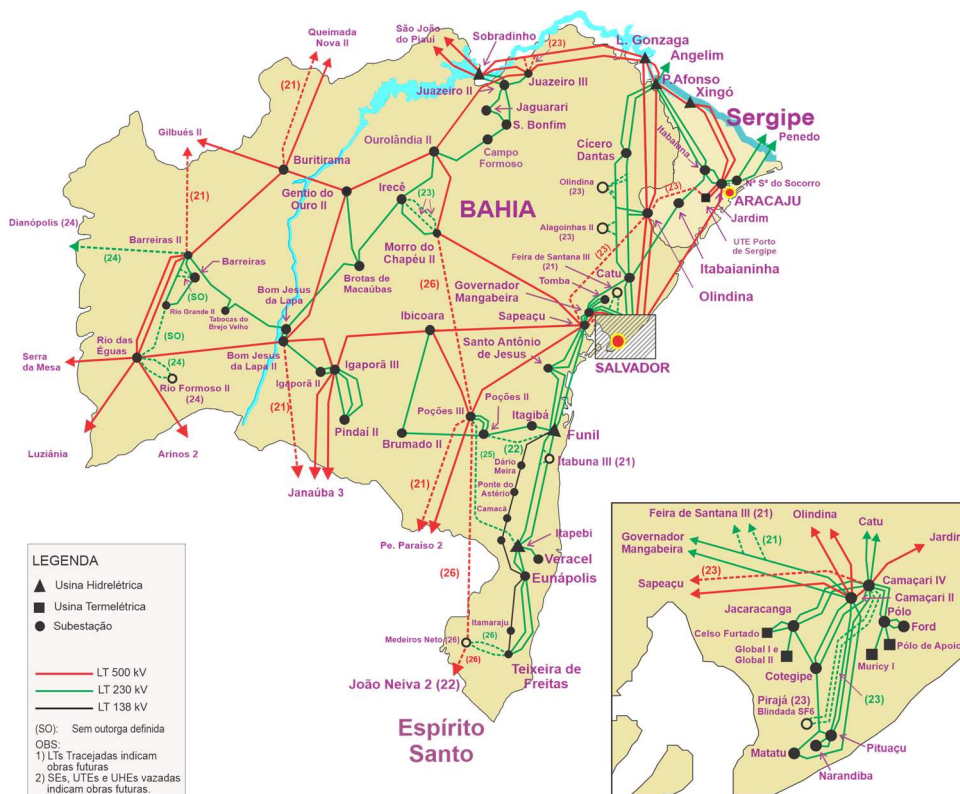 Queimada
Nova II
São João
do Piauí
Sobradinho
(23)
L. Gonzaga
Angelim
P.Afonso
Xingó
Juazeiro II
Juazeiro III
(21)
Jaguarari
Sergipe
S. Bonfim
Gilbués II
Ourolândia II
Campo
Formoso
Cícero
Dantas
Itabaiana
Penedo
Buritirama
Gentio do
Ouro II
Irecê
(23)
Olindina
(23)
(23)
Nª Sª do Socorro
ARACAJU
Jardim
(21)
BAHIA
Dianópolis (24)
Alagoinhas II
(23)
UTE Porto
de Sergipe
Barreiras II
Morro do
Chapéu II
(23)
Feira de Santana III
(21)
Itabaianinha
(24)
Barreiras
Catu
Tomba
Olindina
(SO)
Rio Grande II
Brotas de
Macaúbas
(26)
Governador
Mangabeira
Tabocas do
Brejo Velho
Bom Jesus
da Lapa
Ibicoara
Sapeaçu
(SO)
Rio das
Éguas
Santo Antônio
de Jesus
SALVADOR
Serra
da Mesa
Bom Jesus
da Lapa II
Igaporã III
(24)
Igaporã II
Rio Formoso II
(24)
(21)
Poções II
Poções III
Itagibá
Pindaí II
Brumado II
(22)
Funil
Luziânia
Arinos 2
(25)
Dário
Meira
Itabuna III (21)
Janaúba 3
(21)
Ponte do
Astério
Camacã
Pe. Paraíso 2
Itapebi
Veracel
Eunápolis
(26)
Itamaraju
Medeiros Neto (26)
(26)
(26)
Teixeira de
Freitas
João Neiva 2 (22)
Espírito
Santo
LEGENDA
Usina Hidrelétrica
Usina Termelétrica
Subestação
LT 500 kV
LT 230 kV
LT 138 kV
(SO): Sem outorga definida
OBS:
1) LTs Tracejadas indicam
obras futuras
2) SEs, UTEs e UHEs vazadas
indicam obras futuras.
Feira de Santana III (21)
Olindina
Catu
Governador
Mangabeira
(21)
Jardim
(23)
Sapeaçu
Camaçari IV
Camaçari II
Jacaracanga
Pólo
Ford
Celso Furtado
Global I e
Global II
Pólo de Apoio
Muricy I
Cotegipe
Pirajá (23)
Blindada SF6
(23)
Pituaçu
Matatu
Narandiba